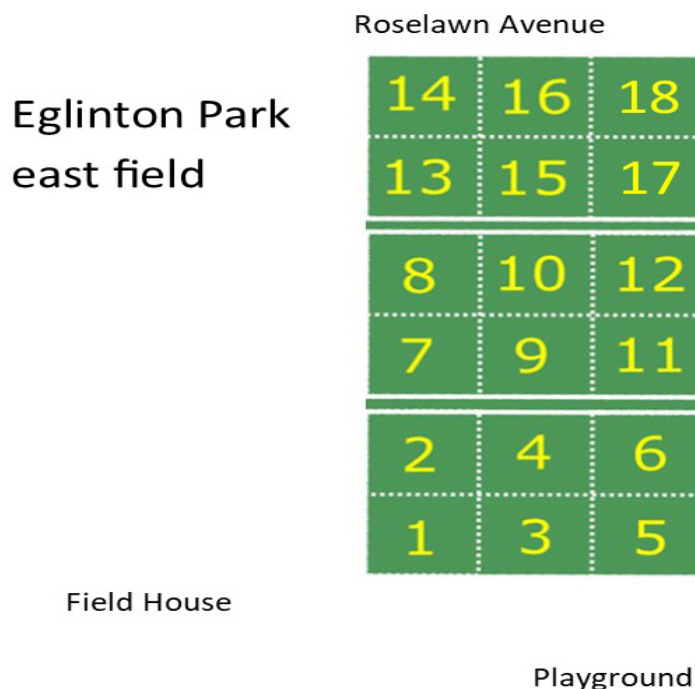 Roselawn Avenue
Eglinton Park
east field
14 16 18
13 15 17
8 10 12
7 9 11
2 4 6
1 3 5
Field House
Playground